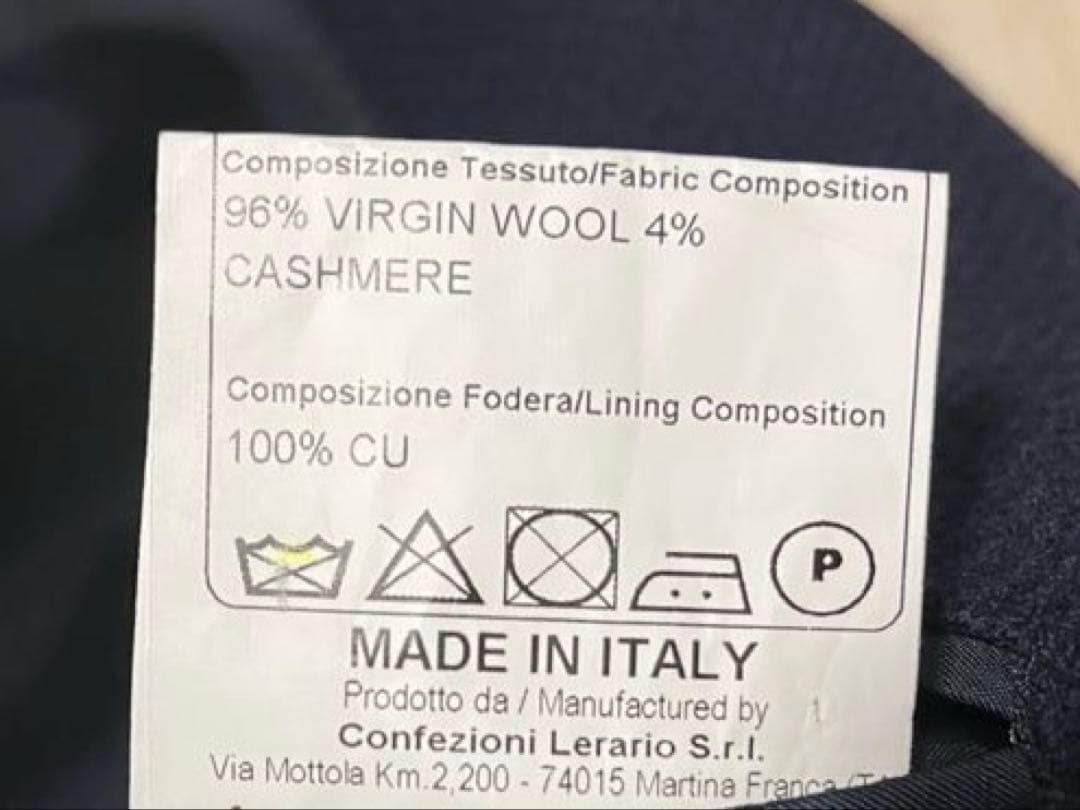 Composizione Tessuto/Fabric Composition
96% VIRGIN WOOL 4%
CASHMERE
Composizione Fodera/Lining Composition
100% CU
P
MADE IN ITALY
Prodotto da / Manufactured by 1
Confezioni Lerario S.r.l.
Via Mottola Km.2,200 - 74015 Martina Franca